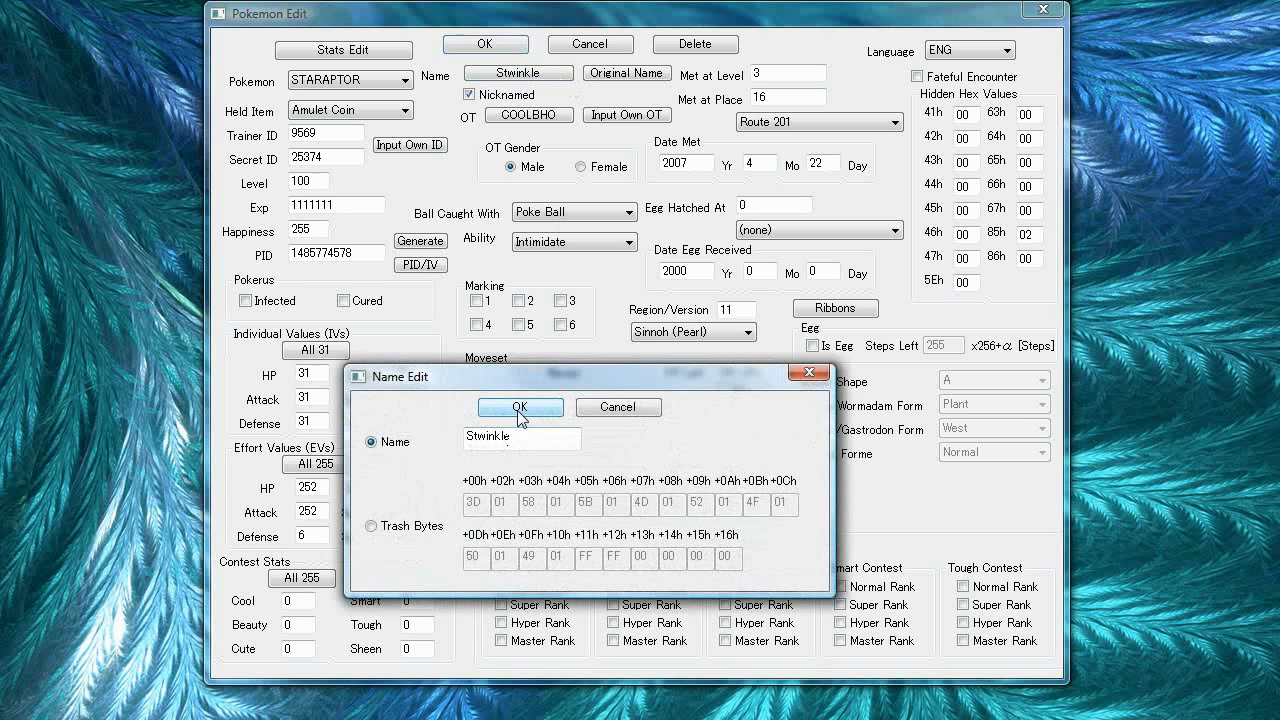 Pokemon Edit
Stats Edit OK Cancel Delete Language ENG
Pokemon STARAPTOR Name Stwinkle Original Name Met at Level 3 Fateful Encounter
Nicknamed Met at Place 16 Hidden Hex Values
Held Item Amulet Coin OT COOLBHO Input Own OT Route 201 41h 00 63h 00
Trainer ID 9569 Input Own ID Date Met 42h 00 64h 00
Secret ID 25374 OT Gender 2007 Yr 4 Mo 22 Day 43h 00 65h 00
Level 100 Male Female 44h 00 66h 00
Exp 1111111 Ball Caught With Poke Ball Egg Hatched At 0 45h 00 67h 00
Happiness 255 Generate Ability Intimidate (none) 46h 00 85h 02
PID 1485774578 PID/IV Date Egg Received 47h 00 86h 00
2000 Yr 0 Mo 0 Day 5Eh 00
Pokerus Marking
Infected Cured 1 2 3 Region/Version 11 Ribbons
4 5 6 Sinnoh (Pearl) Egg
Individual Values (IVs) Is Egg Steps Left 255 x256+α [Steps]
All 31 Moveset
HP 31 Shape A
Attack 31 Wormadam Form Plant
Defense 31 /Gastrodon Form West
Effort Values (EVs) Forme Normal
All 255
HP 252
Attack 252
Defense 6
Name Edit
OK Cancel
Name Stwinkle
+00h +02h +03h +04h +05h +06h +07h +08h +09h +0Ah +0Bh +0Ch
3D 01 58 01 5B 01 4D 01 52 01 4F 01
Trash Bytes
+0Dh +0Eh +0Fh +10h +11h +12h +13h +14h +15h +16h
50 01 49 01 FF FF 00 00 00 00
Contest Stats Contest Tough Contest
All 255 Normal Rank Normal Rank
Cool 0 Smart 0 Super Rank Super Rank Super Rank Super Rank Super Rank
Beauty 0 Tough 0 Hyper Rank Hyper Rank Hyper Rank Hyper Rank Hyper Rank
Cute 0 Sheen 0 Master Rank Master Rank Master Rank Master Rank Master Rank